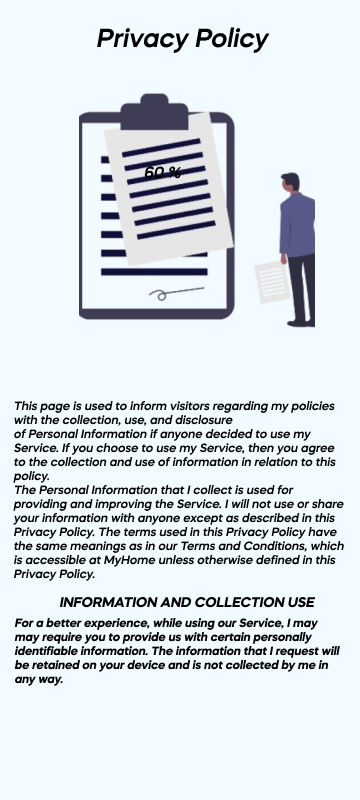 Privacy Policy
60 %
This page is used to inform visitors regarding my policies
with the collection, use, and disclosure
of Personal Information if anyone decided to use my
Service. If you choose to use my Service, then you agree
to the collection and use of information in relation to this
policy.
The Personal Information that I collect is used for
providing and improving the Service. I will not use or share
your information with anyone except as described in this
Privacy Policy. The terms used in this Privacy Policy have
the same meanings as in our Terms and Conditions, which
is accessible at MyHome unless otherwise defined in this
Privacy Policy.
INFORMATION AND COLLECTION USE
For a better experience, while using our Service, I may
may require you to provide us with certain personally
identifiable information. The information that I request will
be retained on your device and is not collected by me in
any way.